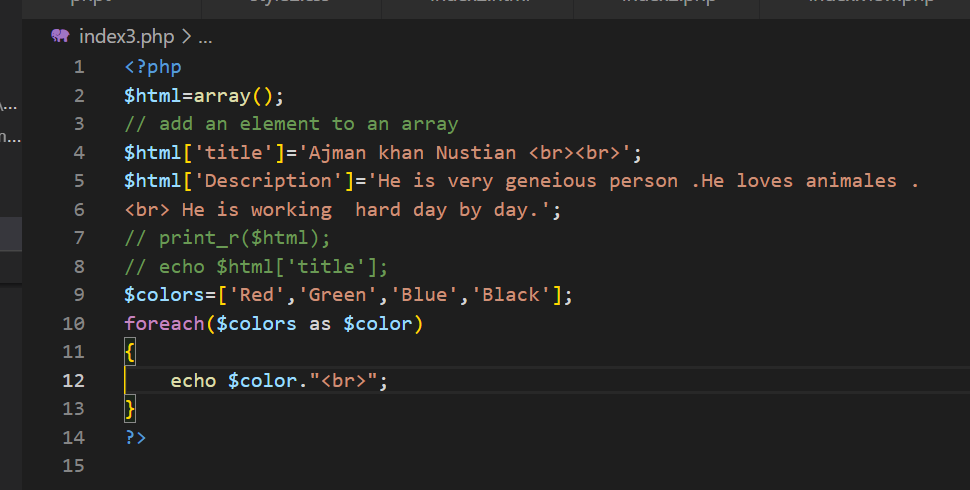 index3.php > ...
1 <?php
2 $html=array();
3 // add an element to an array
4 $html['title']='Ajman khan Nustian <br><br>';
5 $html['Description']='He is very geneious person .He loves animales .
6 <br> He is working  hard day by day.';
7 // print_r($html);
8 // echo $html['title'];
9 $colors=['Red','Green','Blue','Black'];
10 foreach($colors as $color)
11 {
12     echo $color."<br>";
13 }
14 ?>
15